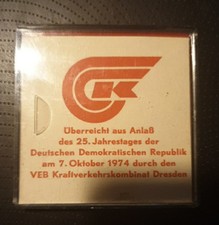 Überreicht aus Anlaß
des 25. Jahrestages der
Deutschen Demokratischen Republik
am 7. Oktober 1974 durch den
VEB Kraftverkehrskombinat Dresden